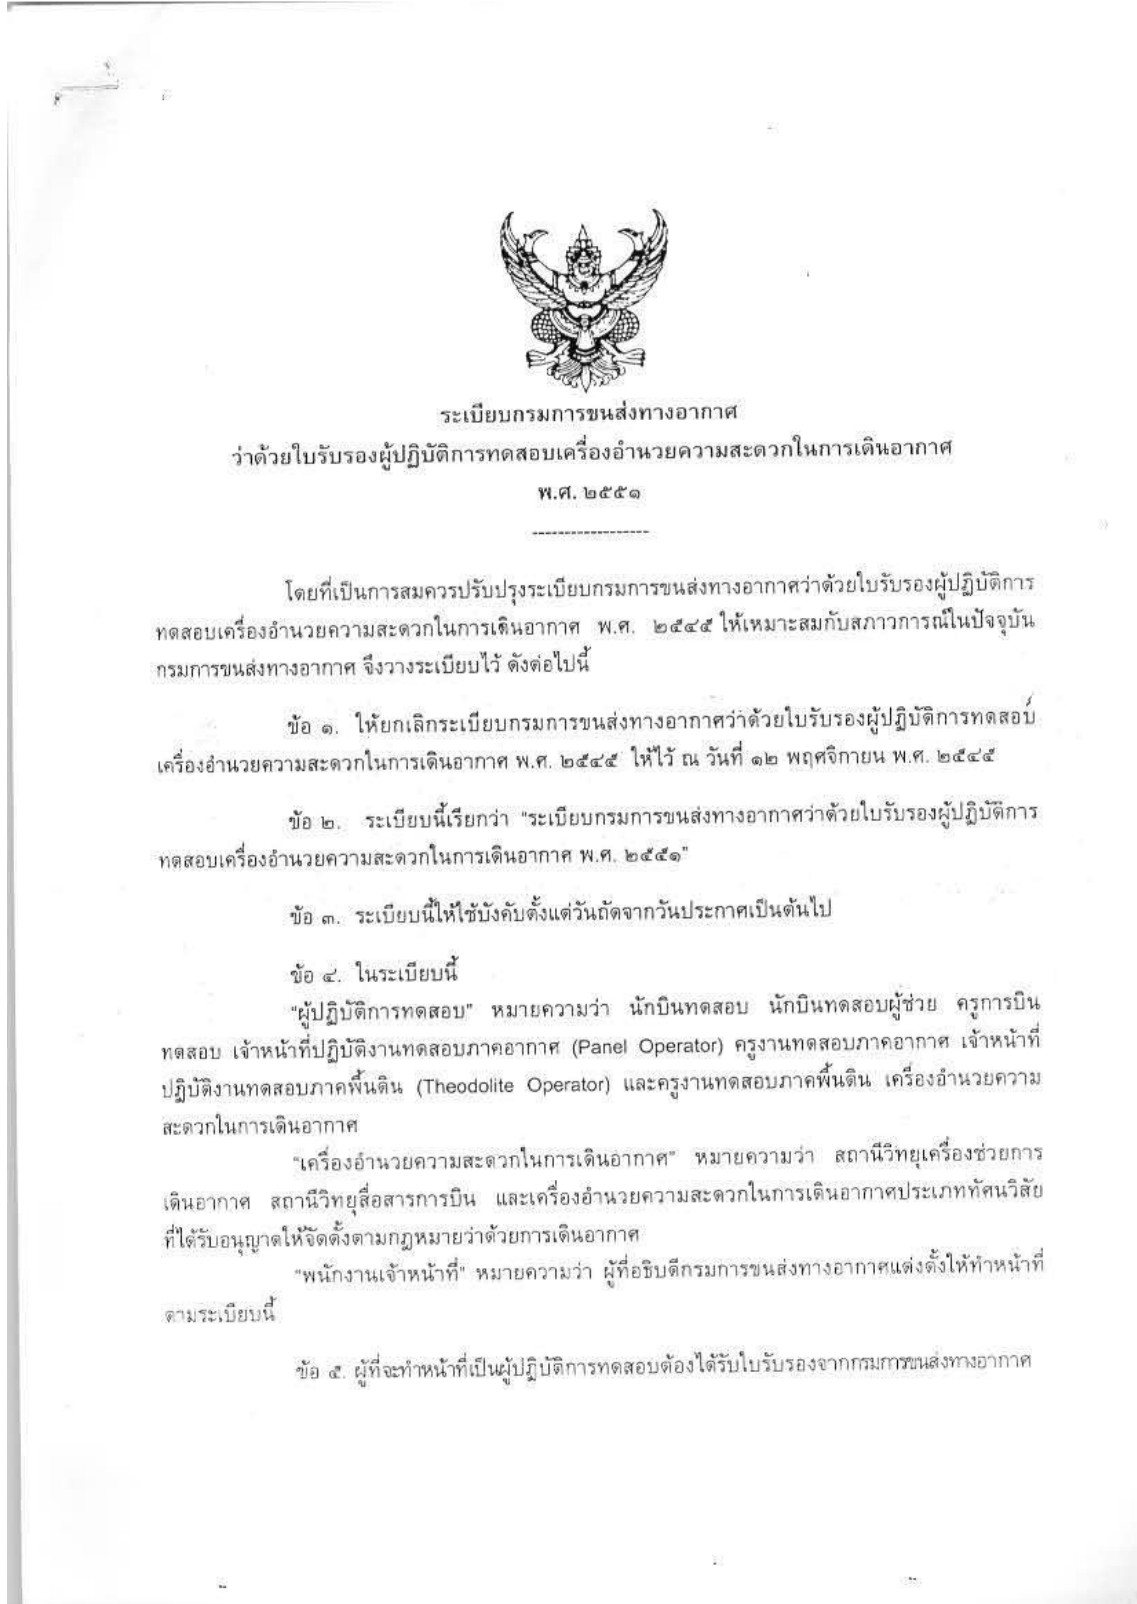 ระเบียบกรมการขนส่งทางอากาศ
ว่าด้วยใบรับรองผู้ปฏิบัติการทดสอบเครื่องอำนวยความสะดวกในการเดินอากาศ
พ.ศ. ๒๕๕๑
------------------
โดยที่เป็นการสมควรปรับปรุงระเบียบกรมการขนส่งทางอากาศว่าด้วยใบรับรองผู้ปฏิบัติการ
ทดสอบเครื่องอำนวยความสะดวกในการเดินอากาศ พ.ศ. ๒๕๔๕ ให้เหมาะสมกับสภาวการณ์ในปัจจุบัน
กรมการขนส่งทางอากาศ จึงวางระเบียบไว้ ดังต่อไปนี้
ข้อ ๑. ให้ยกเลิกระเบียบกรมการขนส่งทางอากาศว่าด้วยใบรับรองผู้ปฏิบัติการทดสอบ
เครื่องอำนวยความสะดวกในการเดินอากาศ พ.ศ. ๒๕๔๕ ให้ไว้ ณ วันที่ ๑๒ พฤศจิกายน พ.ศ. ๒๕๔๕
ข้อ ๒. ระเบียบนี้เรียกว่า "ระเบียบกรมการขนส่งทางอากาศว่าด้วยใบรับรองผู้ปฏิบัติการ
ทดสอบเครื่องอำนวยความสะดวกในการเดินอากาศ พ.ศ. ๒๕๕๑"
ข้อ ๓. ระเบียบนี้ให้ใช้บังคับตั้งแต่วันถัดจากวันประกาศเป็นต้นไป
ข้อ ๔. ในระเบียบนี้
"ผู้ปฏิบัติการทดสอบ" หมายความว่า นักบินทดสอบ นักบินทดสอบผู้ช่วย ครูการบิน
ทดสอบ เจ้าหน้าที่ปฏิบัติงานทดสอบภาคอากาศ (Panel Operator) ครูงานทดสอบภาคอากาศ เจ้าหน้าที่
ปฏิบัติงานทดสอบภาคพื้นดิน (Theodolite Operator) และครูงานทดสอบภาคพื้นดิน เครื่องอำนวยความ
สะดวกในการเดินอากาศ
"เครื่องอำนวยความสะดวกในการเดินอากาศ" หมายความว่า สถานีวิทยุเครื่องช่วยการ
เดินอากาศ สถานีวิทยุสื่อสารการบิน และเครื่องอำนวยความสะดวกในการเดินอากาศประเภททัศนวิสัย
ที่ได้รับอนุญาตให้จัดตั้งตามกฎหมายว่าด้วยการเดินอากาศ
"พนักงานเจ้าหน้าที่" หมายความว่า ผู้ที่อธิบดีกรมการขนส่งทางอากาศแต่งตั้งให้ทำหน้าที่
ตามระเบียบนี้
ข้อ ๕. ผู้ที่จะทำหน้าที่เป็นผู้ปฏิบัติการทดสอบต้องได้รับใบรับรองจากกรมการขนส่งทางอากาศ